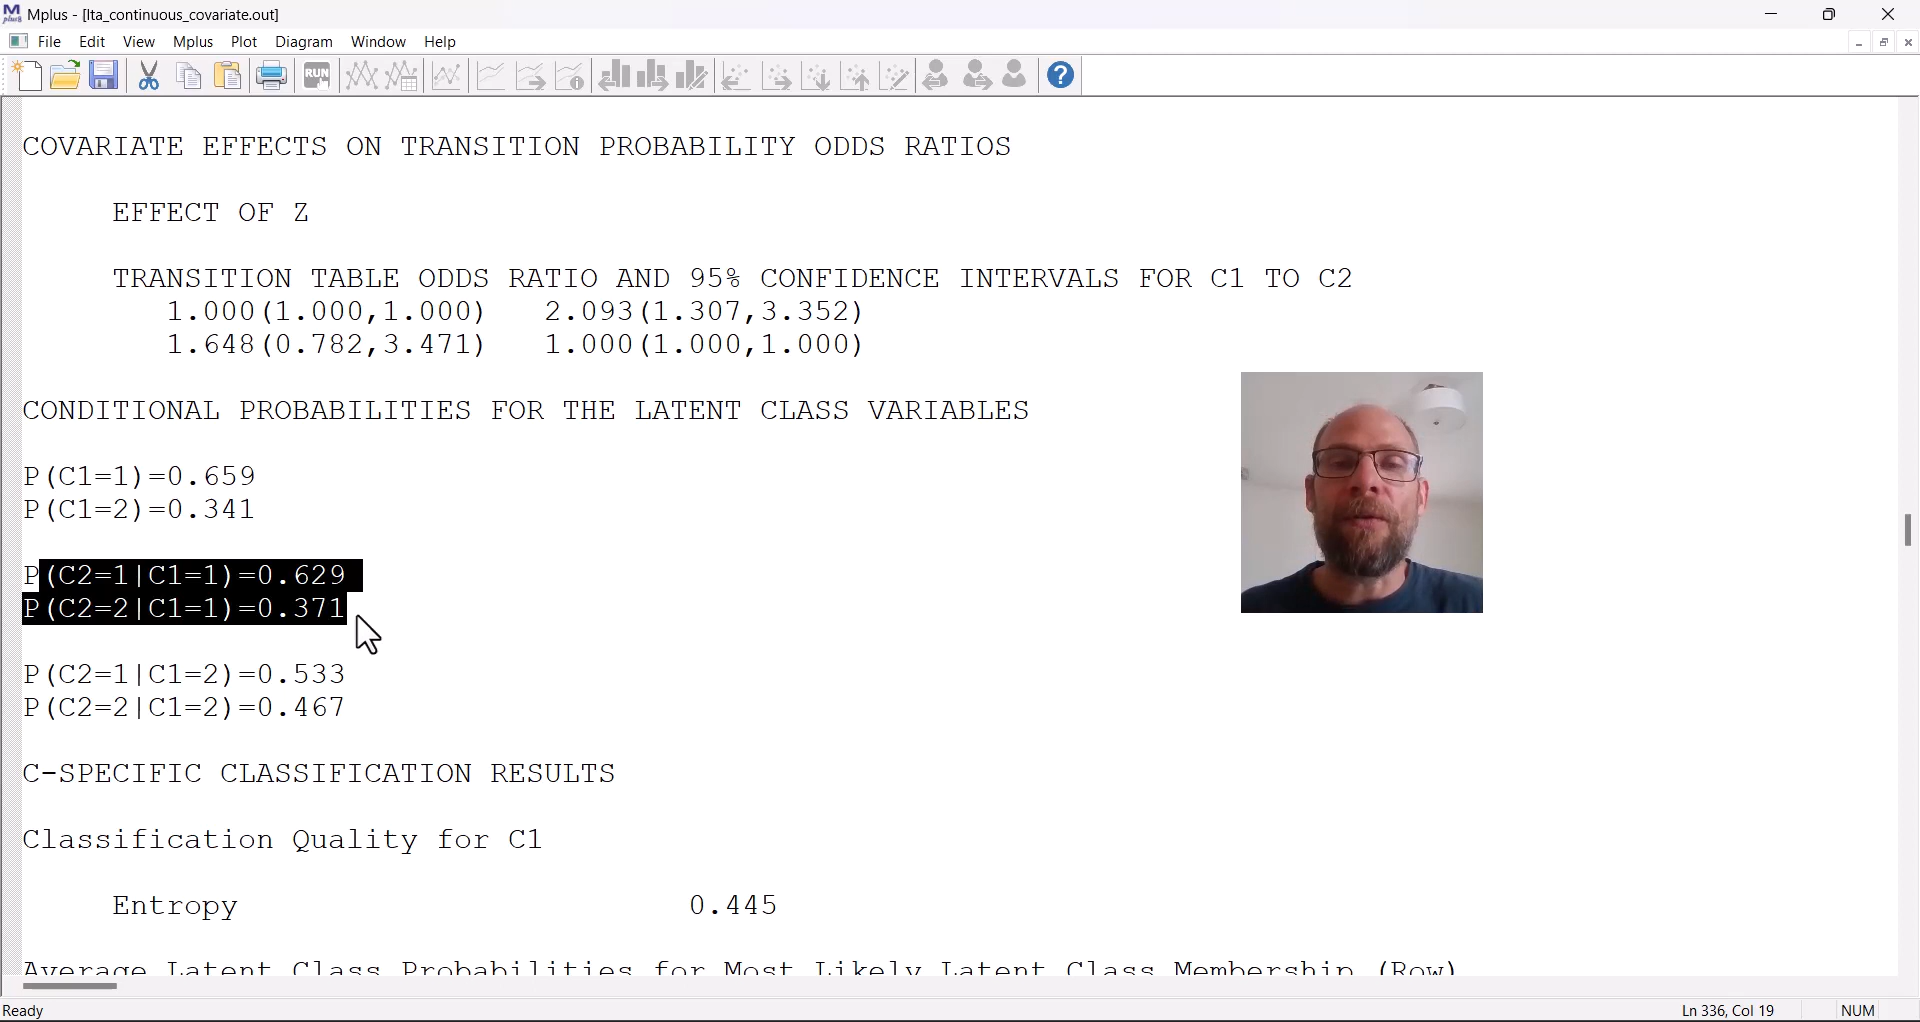 Mplus - [lta_continuous_covariate.out]
File Edit View Mplus Plot Diagram Window Help
RUN
COVARIATE EFFECTS ON TRANSITION PROBABILITY ODDS RATIOS
EFFECT OF Z
TRANSITION TABLE ODDS RATIO AND 95% CONFIDENCE INTERVALS FOR C1 TO C2
1.000(1.000,1.000) 2.093(1.307,3.352)
1.648(0.782,3.471) 1.000(1.000,1.000)
CONDITIONAL PROBABILITIES FOR THE LATENT CLASS VARIABLES
P(C1=1)=0.659
P(C1=2)=0.341
P(C2=1|C1=1)=0.629
P(C2=2|C1=1)=0.371
P(C2=1|C1=2)=0.533
P(C2=2|C1=2)=0.467
C-SPECIFIC CLASSIFICATION RESULTS
Classification Quality for C1
Entropy 0.445
Average Latent Class Probabilities for Most Likely Latent Class Membership (Row)
Ready Ln 336, Col 19 NUM